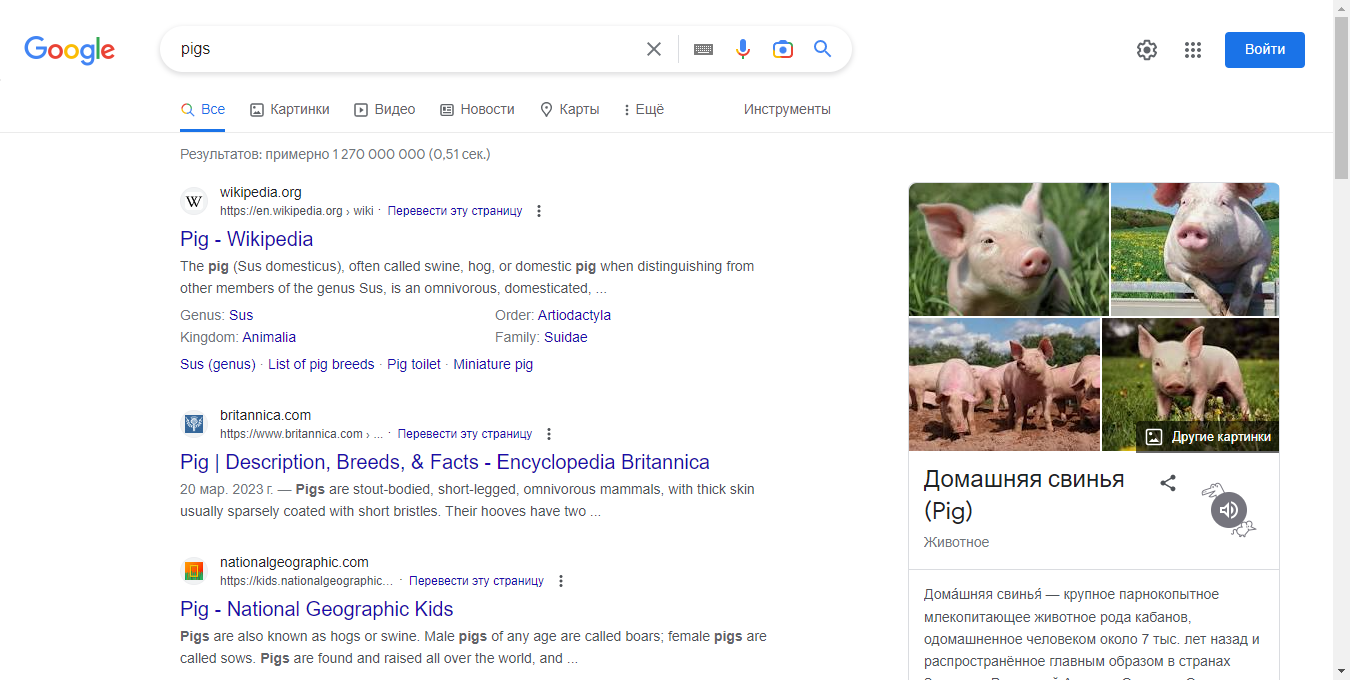 Google
pigs
Войти
Все
Картинки
Видео
Новости
Карты
Ещё
Инструменты
Результатов: примерно 1 270 000 000 (0,51 сек.)
W
wikipedia.org
https://en.wikipedia.org › wiki · Перевести эту страницу
Pig - Wikipedia
The pig (Sus domesticus), often called swine, hog, or domestic pig when distinguishing from
other members of the genus Sus, is an omnivorous, domesticated, ...
Genus: Sus
Order: Artiodactyla
Kingdom: Animalia
Family: Suidae
Sus (genus) · List of pig breeds · Pig toilet · Miniature pig
britannica.com
https://www.britannica.com › ... · Перевести эту страницу
Pig | Description, Breeds, & Facts - Encyclopedia Britannica
20 мар. 2023 г. — Pigs are stout-bodied, short-legged, omnivorous mammals, with thick skin
usually sparsely coated with short bristles. Their hooves have two ...
nationalgeographic.com
https://kids.nationalgeographic... · Перевести эту страницу
Pig - National Geographic Kids
Pigs are also known as hogs or swine. Male pigs of any age are called boars; female pigs are
called sows. Pigs are found and raised all over the world, and ...
Другие картинки
Домашняя свинья
(Pig)
Животное
Дома́шняя свинья́ — крупное парнокопытное
млекопитающее животное рода кабанов,
одомашненное человеком около 7 тыс. лет назад и
распространённое главным образом в странах